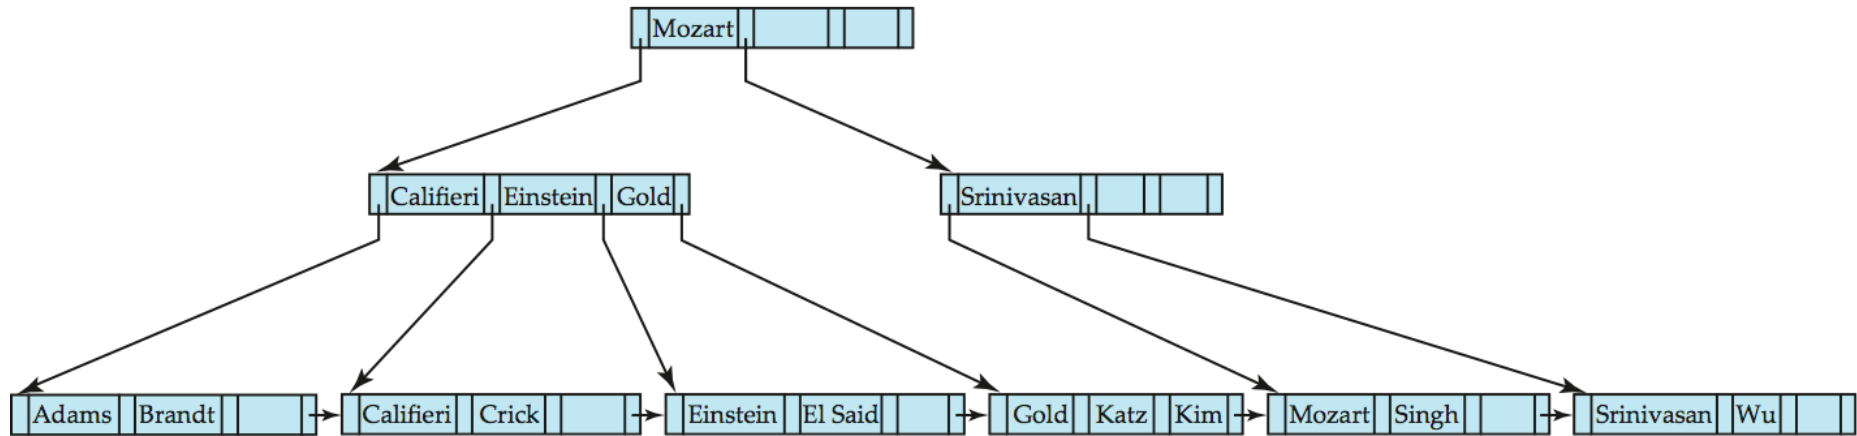 Mozart
Califieri Einstein Gold Srinivasan
Adams Brandt Califieri Crick Einstein El Said Gold Katz Kim Mozart Singh Srinivasan Wu